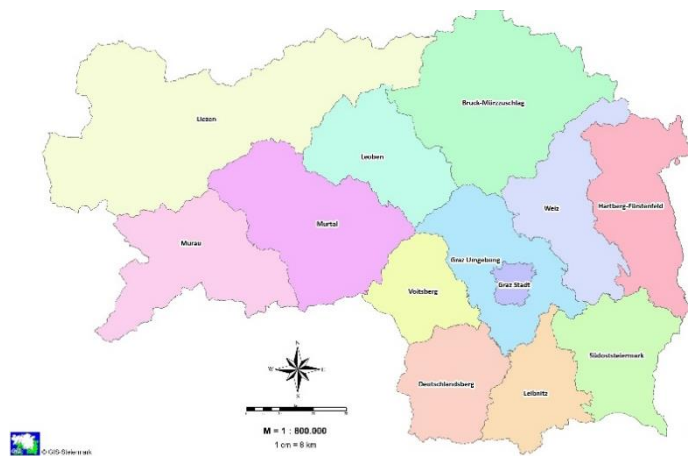 Bruck-Mürzzuschlag
Liezen
Leoben
Hartberg-Fürstenfeld
Weiz
Murtal
Murau
Graz Umgebung
Graz Stadt
Voitsberg
Südoststeiermark
Deutschlandsberg
Leibnitz
N
W
S
M = 1 : 800.000
1 cm = 8 km
© GIS-Steiermark